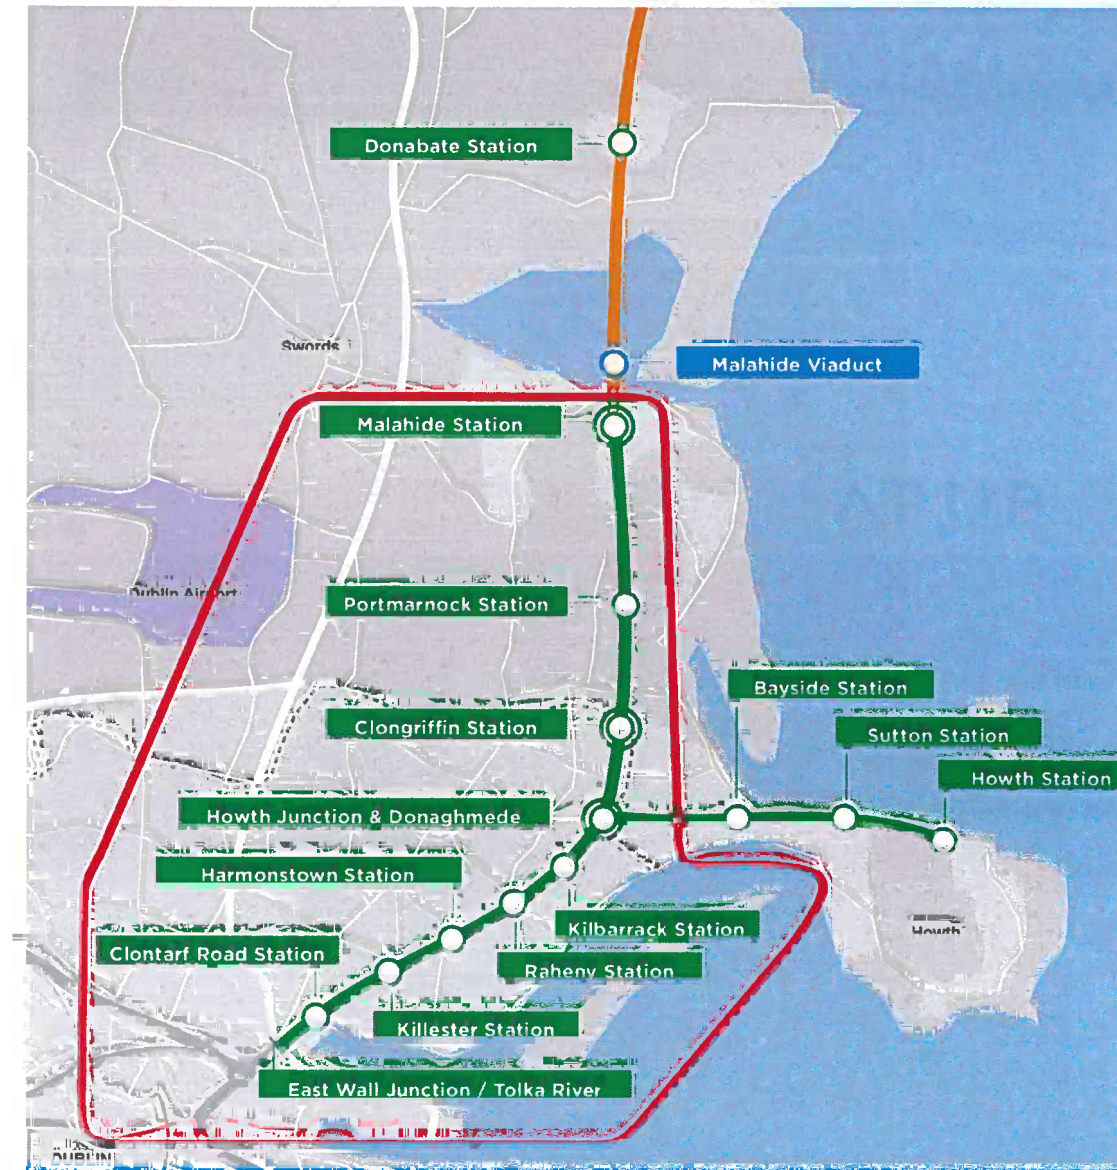 Donabate Station
Swords
Malahide Viaduct
Malahide Station
Dublin Airport
Portmarnock Station
Bayside Station
Clongriffin Station
Sutton Station
Howth Station
Howth Junction & Donaghmede
Harmonstown Station
Kilbarrack Station
Howth
Clontarf Road Station
Raheny Station
Killester Station
East Wall Junction / Tolka River
DUBLIN